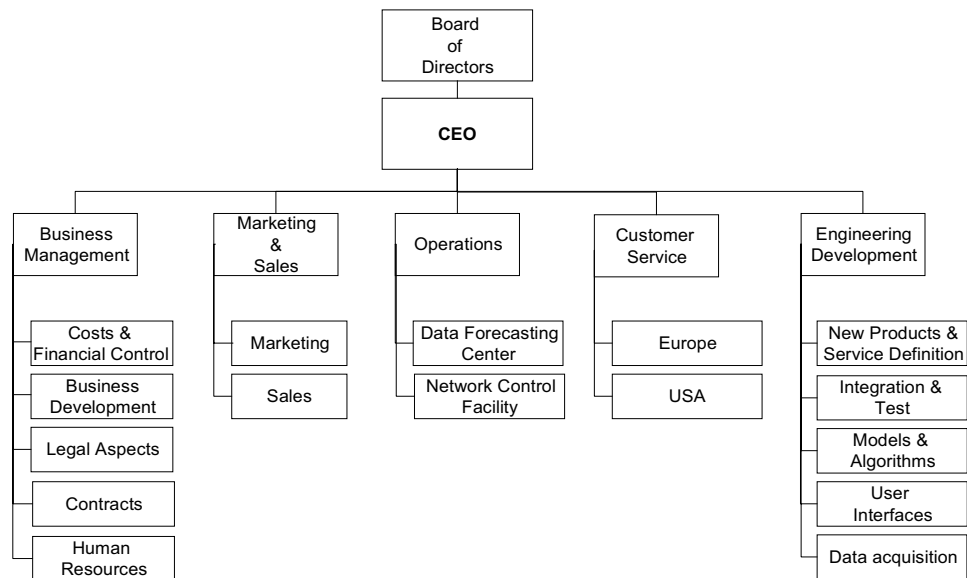 Board
of
Directors
CEO
Business
Management
Marketing
&
Sales
Operations
Customer
Service
Engineering
Development
Costs &
Financial Control
Business
Development
Legal Aspects
Contracts
Human
Resources
Marketing
Sales
Data Forecasting
Center
Network Control
Facility
Europe
USA
New Products &
Service Definition
Integration &
Test
Models &
Algorithms
User
Interfaces
Data acquisition